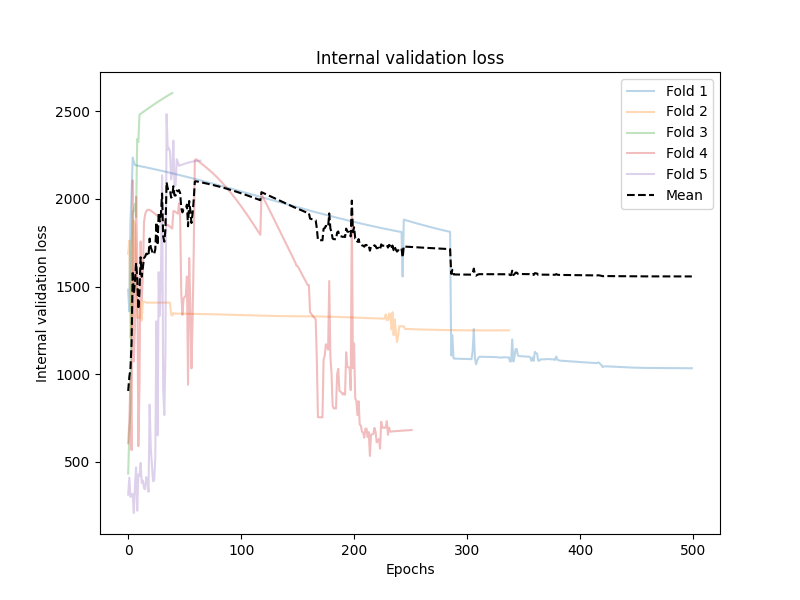 Internal validation loss
Internal validation loss
2500
2000
1500
1000
500
0
100
200
300
400
500
Epochs
Fold 1
Fold 2
Fold 3
Fold 4
Fold 5
Mean